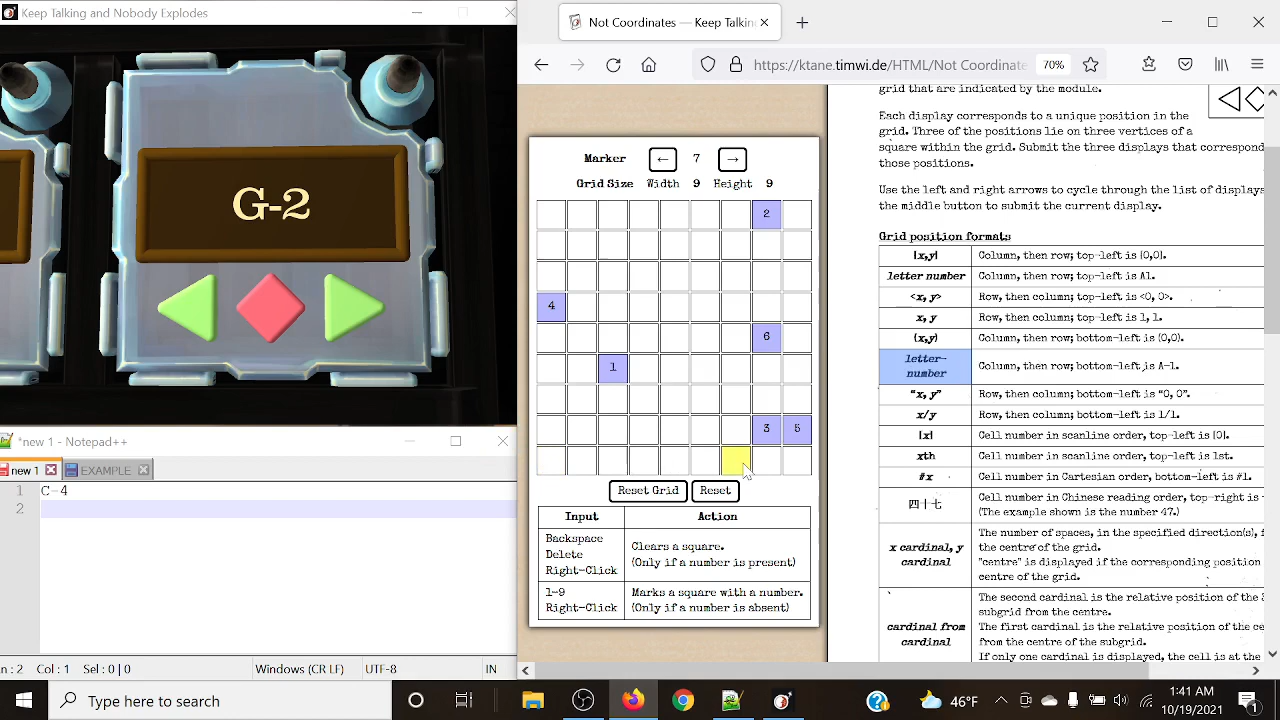 Keep Talking and Nobody Explodes
G-2
*new 1 - Notepad++
new 1
EXAMPLE
1
C-4
2
n : 2
Col : 1
Sel : 0 | 0
Windows (CR LF)
UTF-8
IN
Not Coordinates — Keep Talkin
https://ktane.timwi.de/HTML/Not Coordinate
70%
Marker
←
7
→
Grid Size
Width
9
Height
9
2
4
6
1
3
5
Reset Grid
Reset
Input
Action
Backspace
Delete
Right-Click
Clears a square.
(Only if a number is present)
1-9
Right-Click
Marks a square with a number.
(Only if a number is absent)
grid that are indicated by the module.
Each display corresponds to a unique position in the
grid. Three of the positions lie on three vertices of a
square within the grid. Submit the three displays that correspond
those positions.
Use the left and right arrows to cycle through the list of displays
the middle button to submit the current display.
Grid position formats
[x,y]
Column, then row; top-left is [0,0].
letter number
Column, then row; top-left is A1.
<x, y>
Row, then column; top-left is <0, 0>.
x, y
Row, then column; top-left is 1, 1.
(x,y)
Column, then row; bottom-left is (0,0).
letter-
number
Column, then row; bottom-left is A-1.
“x, y”
Row, then column; bottom-left is “0, 0”.
x/y
Row, then column; bottom-left is 1/1.
[x]
Cell number in scanline order, top-left is [0].
xth
Cell number in scanline order, top-left is 1st.
#x
Cell number in Cartesian order, bottom-left is #1.
四十七
Cell number in Chinese reading order, top-right is
(The example shown is the number 47.)
x cardinal, y
cardinal
The number of spaces, in the specified direction(s), f
the centre of the grid.
“centre” is displayed if the corresponding position
centre of the grid.
cardinal from
cardinal
The second cardinal is the relative position of the 3
subgrid from the centre.
The first cardinal is the relative position of the ce
from the centre of the subgrid.
If only one cardinal is displayed, the cell is at the
Type here to search
46°F
1:41 AM
10/19/2021